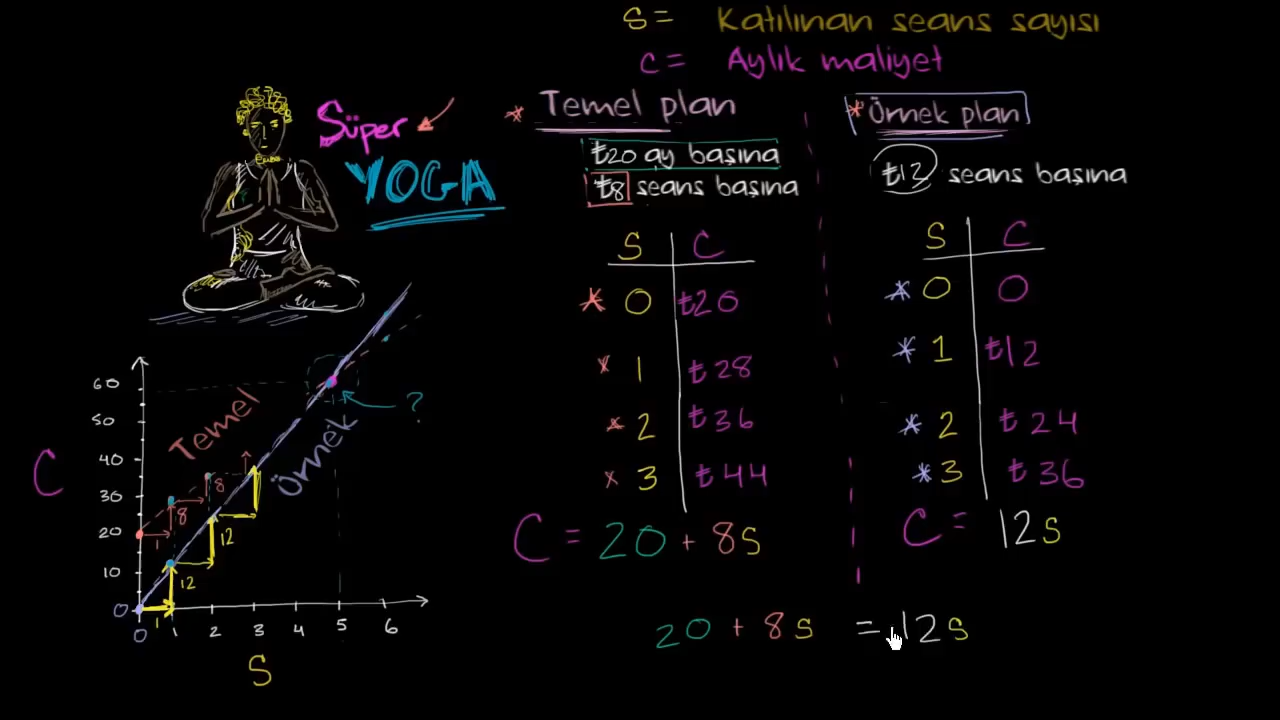 S = Katılınan seans sayısı
C = Aylık maliyet
Süper
YOGA
* Temel plan
₺20 ay başına
₺8 seans başına
S C
* 0 ₺20
* 1 ₺28
* 2 ₺36
* 3 ₺44
C = 20 + 8s
* Örnek plan
₺12 seans başına
S C
* 0 0
* 1 ₺12
* 2 ₺24
* 3 ₺36
C = 12s
20 + 8s = 12s
C
60
50
40
30
20
10
0
0 1 2 3 4 5 6
S
Temel
Örnek
?
1 8
8
1 12
12